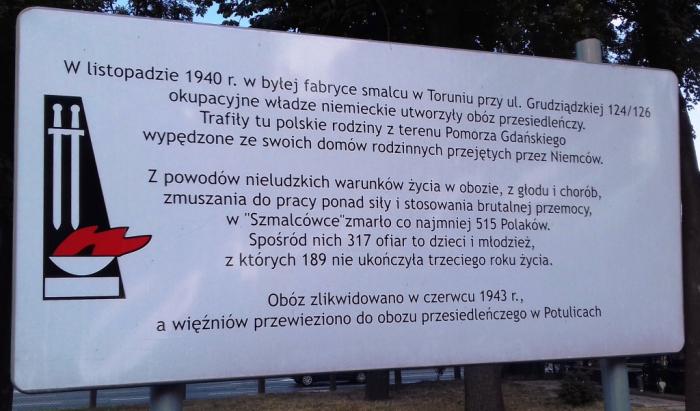 W listopadzie 1940 r. w byłej fabryce smalcu w Toruniu przy ul. Grudziądzkiej 124/126
okupacyjne władze niemieckie utworzyły obóz przesiedleńczy.
Trafiły tu polskie rodziny z terenu Pomorza Gdańskiego
wypędzone ze swoich domów rodzinnych przejętych przez Niemców.
Z powodów nieludzkich warunków życia w obozie, z głodu i chorób,
zmuszania do pracy ponad siły i stosowania brutalnej przemocy,
w "Szmalcówce"zmarło co najmniej 515 Polaków.
Spośród nich 317 ofiar to dzieci i młodzież,
z których 189 nie ukończyła trzeciego roku życia.
Obóz zlikwidowano w czerwcu 1943 r.,
a więźniów przewieziono do obozu przesiedleńczego w Potulicach